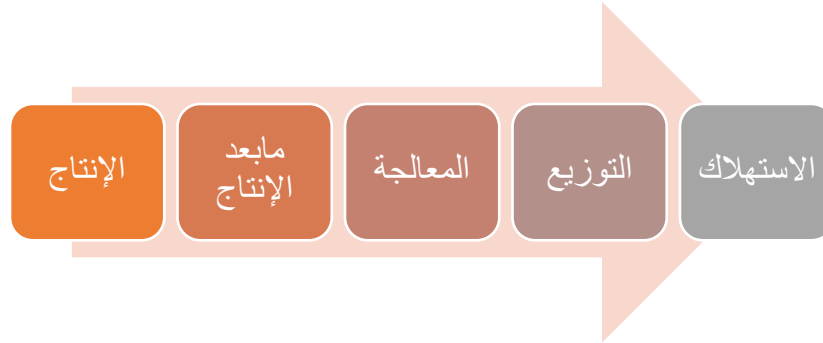 الإنتاج
مابعد
الإنتاج
المعالجة
التوزيع
الاستهلاك